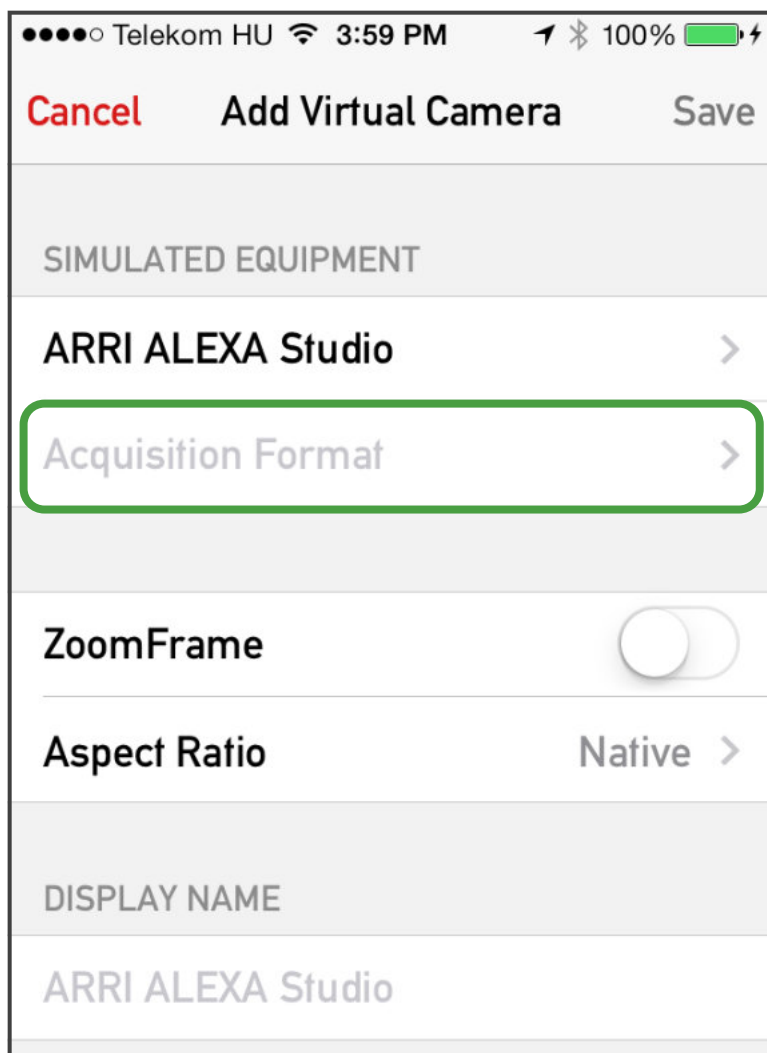 Telekom HU 3:59 PM 100%
Cancel Add Virtual Camera Save
SIMULATED EQUIPMENT
ARRI ALEXA Studio
Acquisition Format
ZoomFrame
Aspect Ratio Native
DISPLAY NAME
ARRI ALEXA Studio